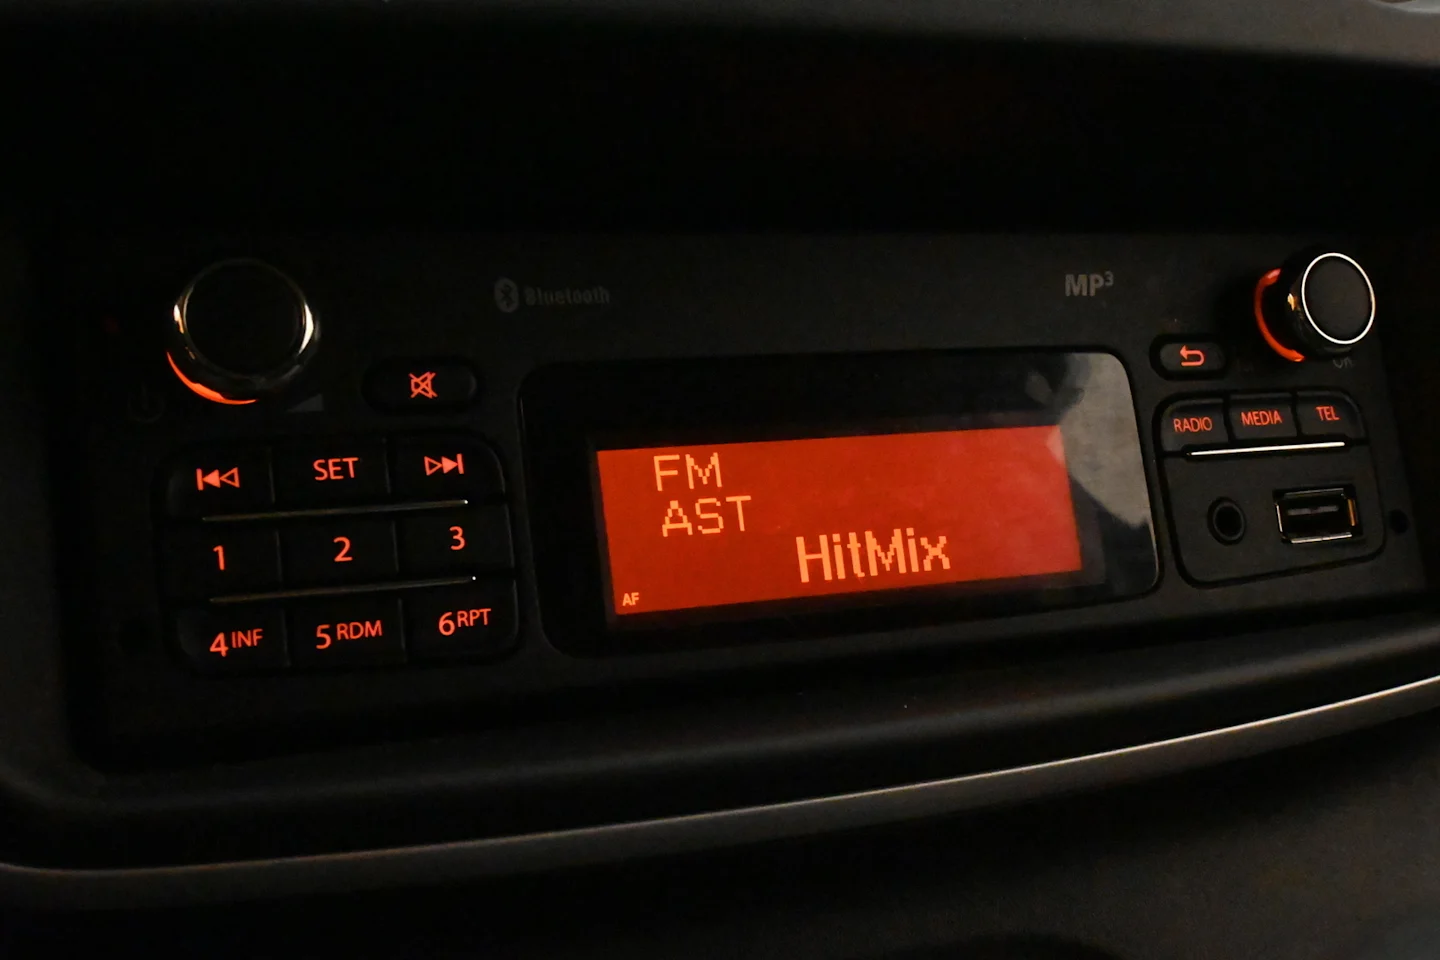 Bluetooth
MP3
SET
1 2 3
4 INF 5 RDM 6 RPT
FM
AST
HitMix
AF
RADIO MEDIA TEL
OK